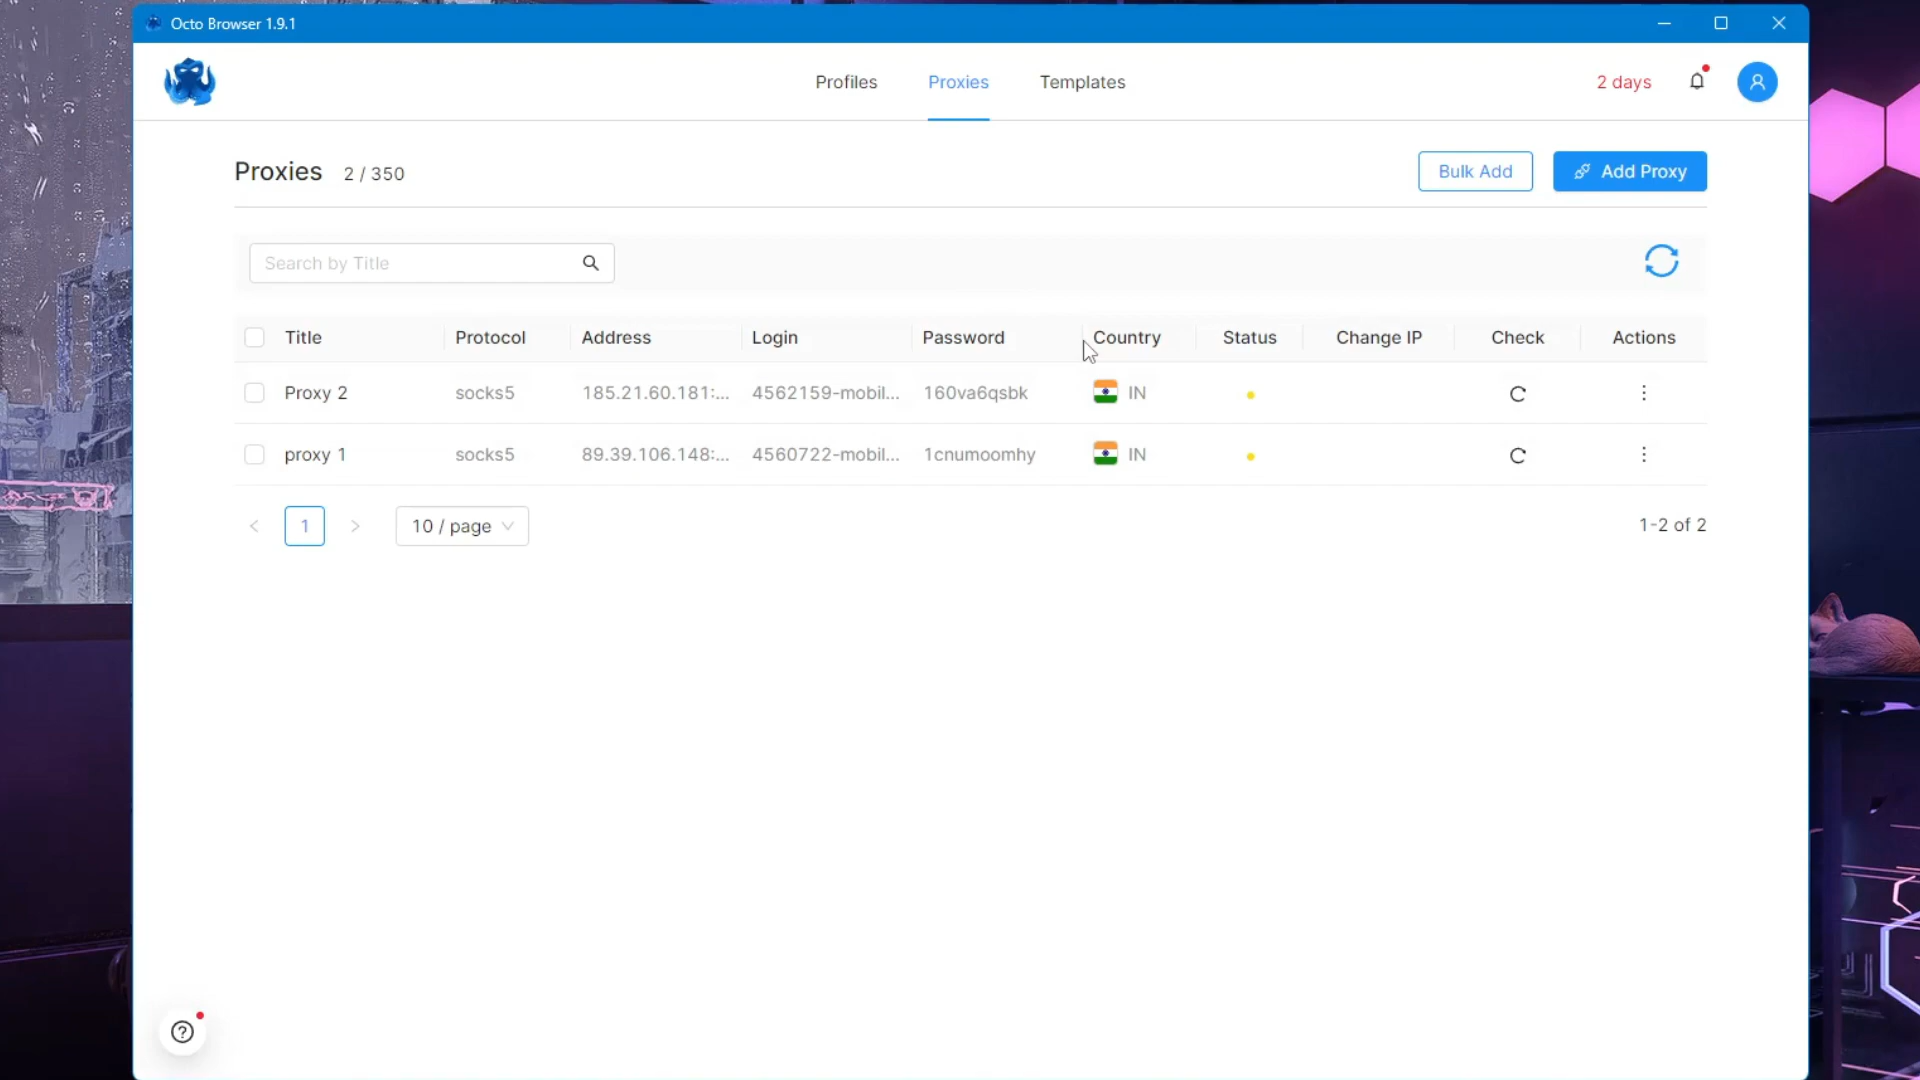 Octo Browser 1.9.1
Profiles Proxies Templates 2 days
Proxies 2 / 350 Bulk Add Add Proxy
Search by Title
Title Protocol Address Login Password Country Status Change IP Check Actions
Proxy 2 socks5 185.21.60.181:... 4562159-mobil... 160va6qsbk IN
proxy 1 socks5 89.39.106.148:... 4560722-mobil... 1cnumoomhy IN
< 1 > 10 / page 1-2 of 2